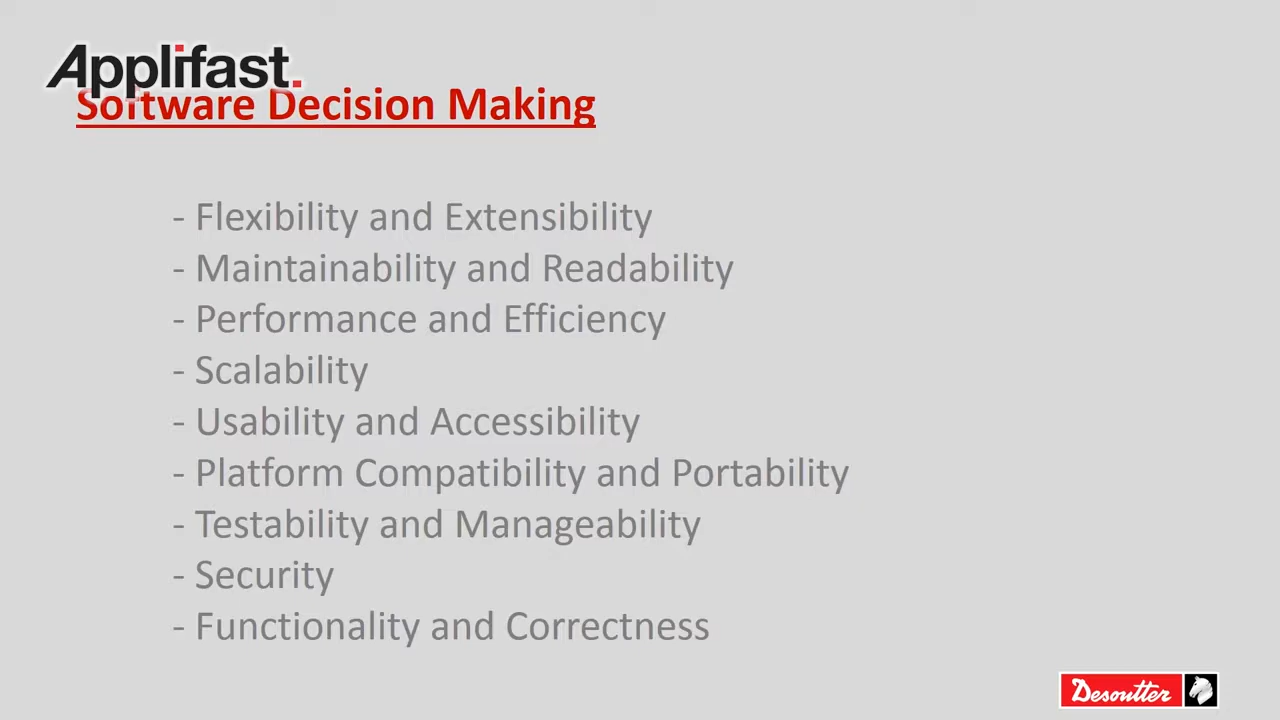 Applifast.
Software Decision Making
- Flexibility and Extensibility
- Maintainability and Readability
- Performance and Efficiency
- Scalability
- Usability and Accessibility
- Platform Compatibility and Portability
- Testability and Manageability
- Security
- Functionality and Correctness
Desoutter